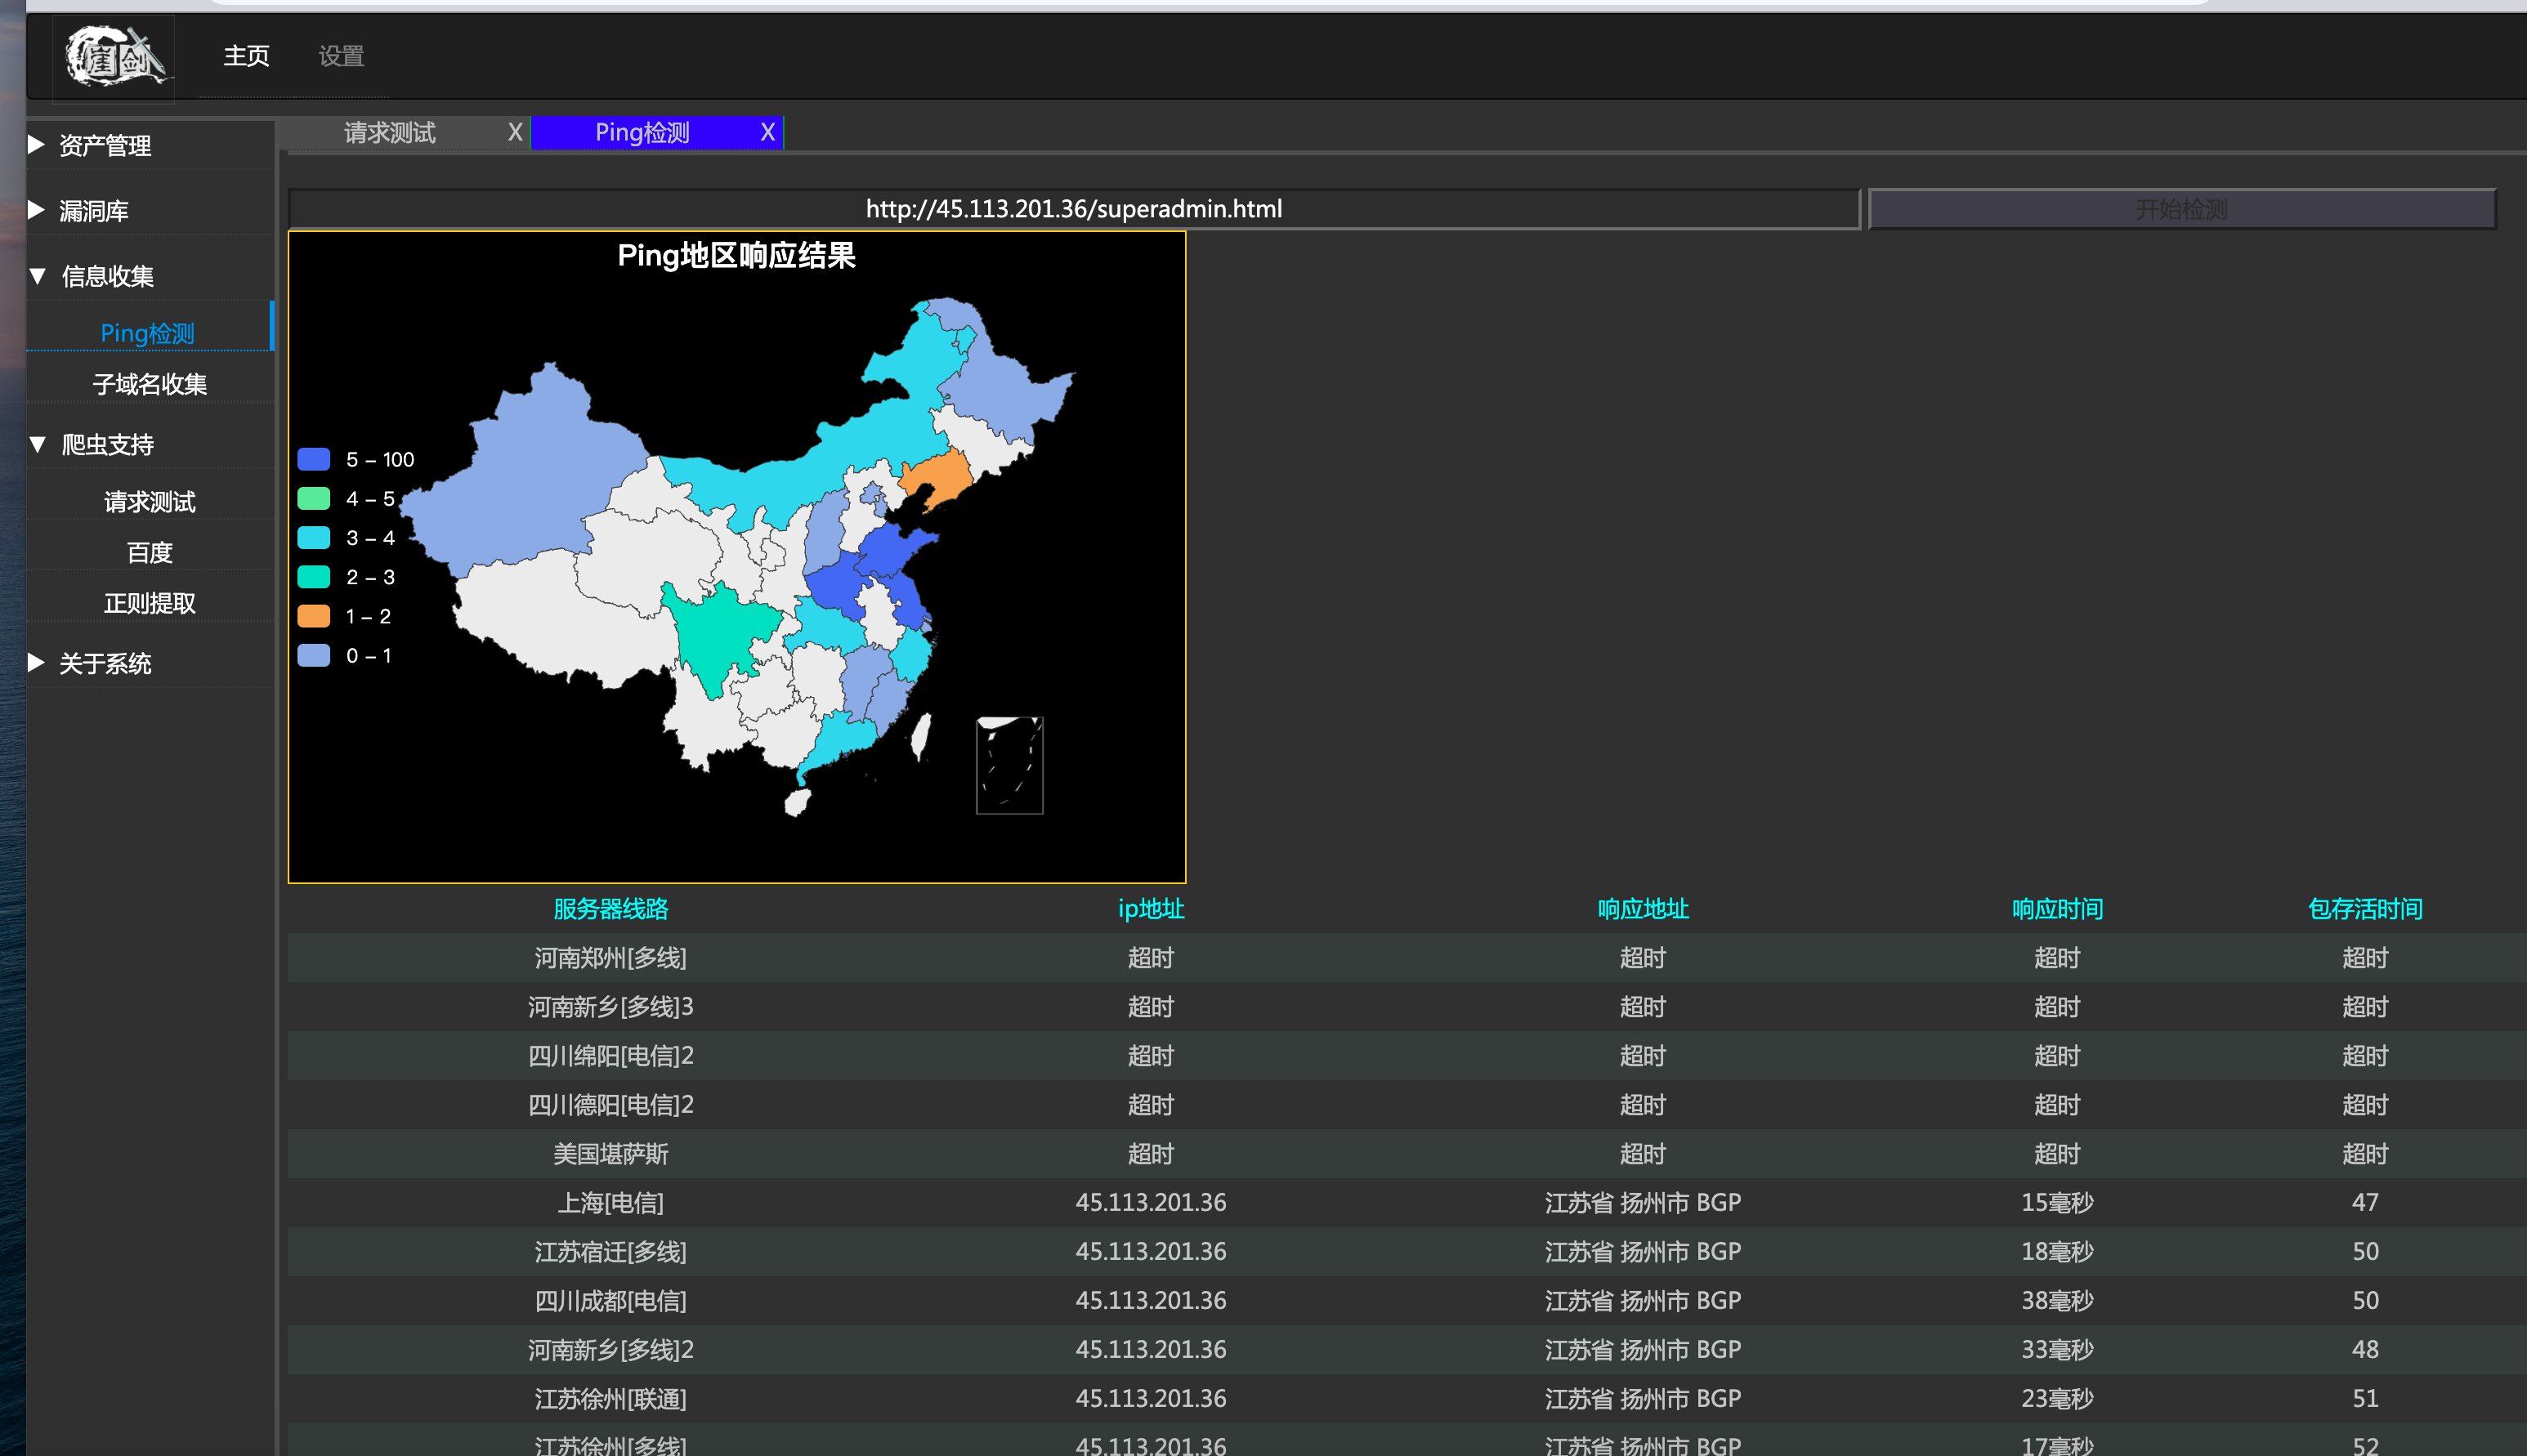 崖剑
主页
设置
资产管理
漏洞库
信息收集
Ping检测
子域名收集
爬虫支持
请求测试
百度
正则提取
关于系统
请求测试 X
Ping检测 X
http://45.113.201.36/superadmin.html
开始检测
Ping地区响应结果
5 – 100
4 – 5
3 – 4
2 – 3
1 – 2
0 – 1
服务器线路 ip地址 响应地址 响应时间 包存活时间
河南郑州[多线] 超时 超时 超时 超时
河南新乡[多线]3 超时 超时 超时 超时
四川绵阳[电信]2 超时 超时 超时 超时
四川德阳[电信]2 超时 超时 超时 超时
美国堪萨斯 超时 超时 超时 超时
上海[电信] 45.113.201.36 江苏省 扬州市 BGP 15毫秒 47
江苏宿迁[多线] 45.113.201.36 江苏省 扬州市 BGP 18毫秒 50
四川成都[电信] 45.113.201.36 江苏省 扬州市 BGP 38毫秒 50
河南新乡[多线]2 45.113.201.36 江苏省 扬州市 BGP 33毫秒 48
江苏徐州[联通] 45.113.201.36 江苏省 扬州市 BGP 23毫秒 51
江苏徐州[多线] 45.113.201.36 江苏省 扬州市 BGP 17毫秒 52